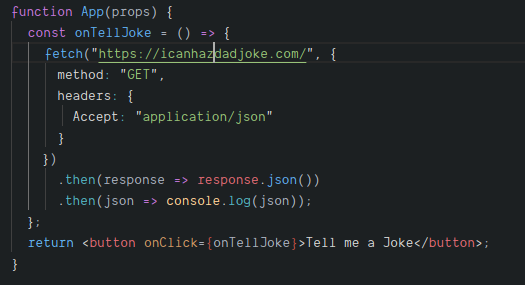 function App(props) {
  const onTellJoke = () => {
    fetch("https://icanhazdadjoke.com/", {
      method: "GET",
      headers: {
        Accept: "application/json"
      }
    })
      .then(response => response.json())
      .then(json => console.log(json));
  };
  return <button onClick={onTellJoke}>Tell me a Joke</button>;
}